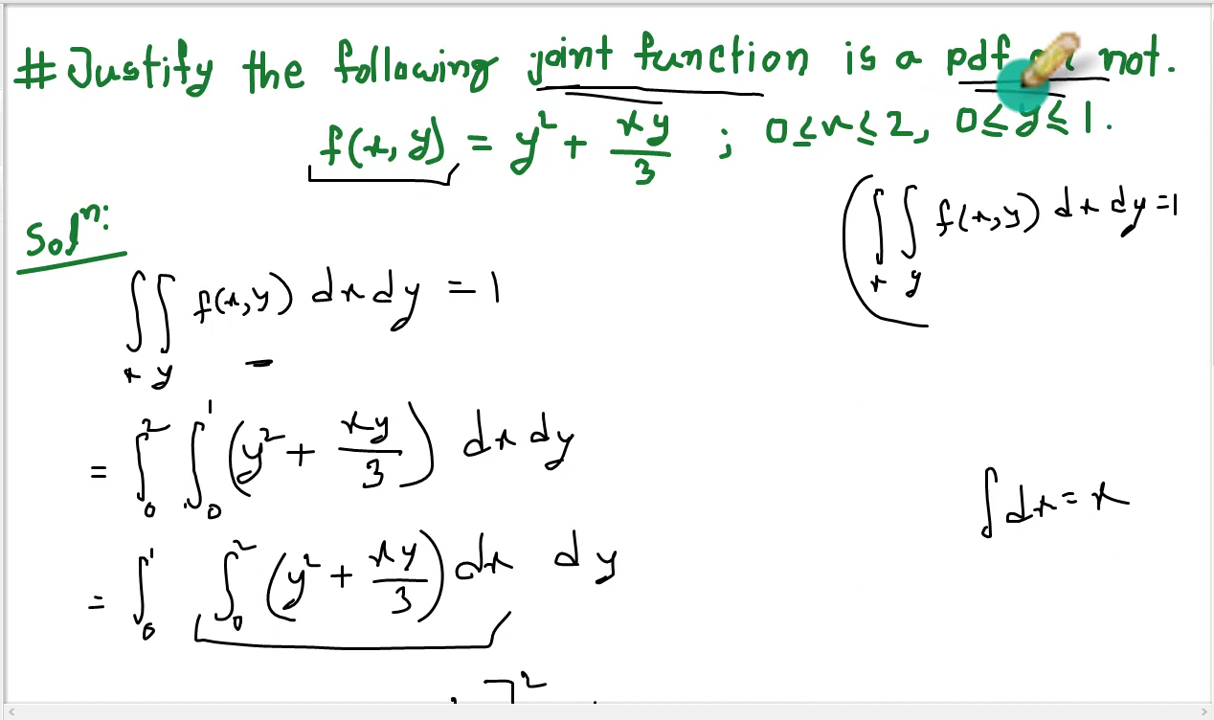 # Justify the following joint function is a pdf or not.
f(x, y) = y² + xy/3 ; 0≤x≤2, 0≤y≤1.
Solⁿ:
∫x ∫y f(x,y) dx dy = 1
∫∫ f(x,y) dx dy = 1
x y
= ∫₀² ∫₀¹ (y² + xy/3) dx dy
∫dx = x
= ∫₀¹ ∫₀² (y² + xy/3) dx dy